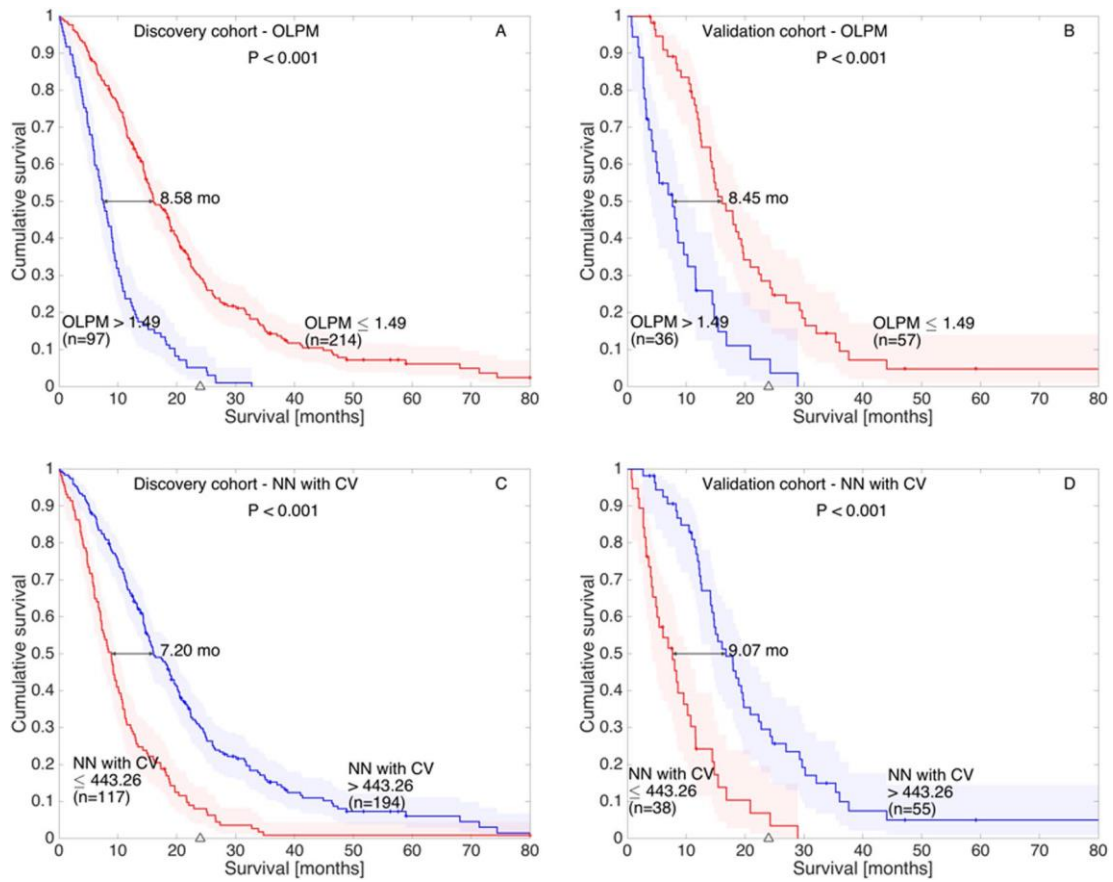 Discovery cohort - OLPM
A
P < 0.001
Cumulative survival
1
0.9
0.8
0.7
0.6
0.5
0.4
0.3
0.2
0.1
0
8.58 mo
OLPM > 1.49
(n=97)
OLPM ≤ 1.49
(n=214)
0 10 20 30 40 50 60 70 80
Survival [months]
Validation cohort - OLPM
B
P < 0.001
Cumulative survival
1
0.9
0.8
0.7
0.6
0.5
0.4
0.3
0.2
0.1
0
8.45 mo
OLPM > 1.49
(n=36)
OLPM ≤ 1.49
(n=57)
0 10 20 30 40 50 60 70 80
Survival [months]
Discovery cohort - NN with CV
C
P < 0.001
Cumulative survival
1
0.9
0.8
0.7
0.6
0.5
0.4
0.3
0.2
0.1
0
7.20 mo
NN with CV
≤ 443.26
(n=117)
NN with CV
> 443.26
(n=194)
0 10 20 30 40 50 60 70 80
Survival [months]
Validation cohort - NN with CV
D
P < 0.001
Cumulative survival
1
0.9
0.8
0.7
0.6
0.5
0.4
0.3
0.2
0.1
0
9.07 mo
NN with CV
≤ 443.26
(n=38)
NN with CV
> 443.26
(n=55)
0 10 20 30 40 50 60 70 80
Survival [months]